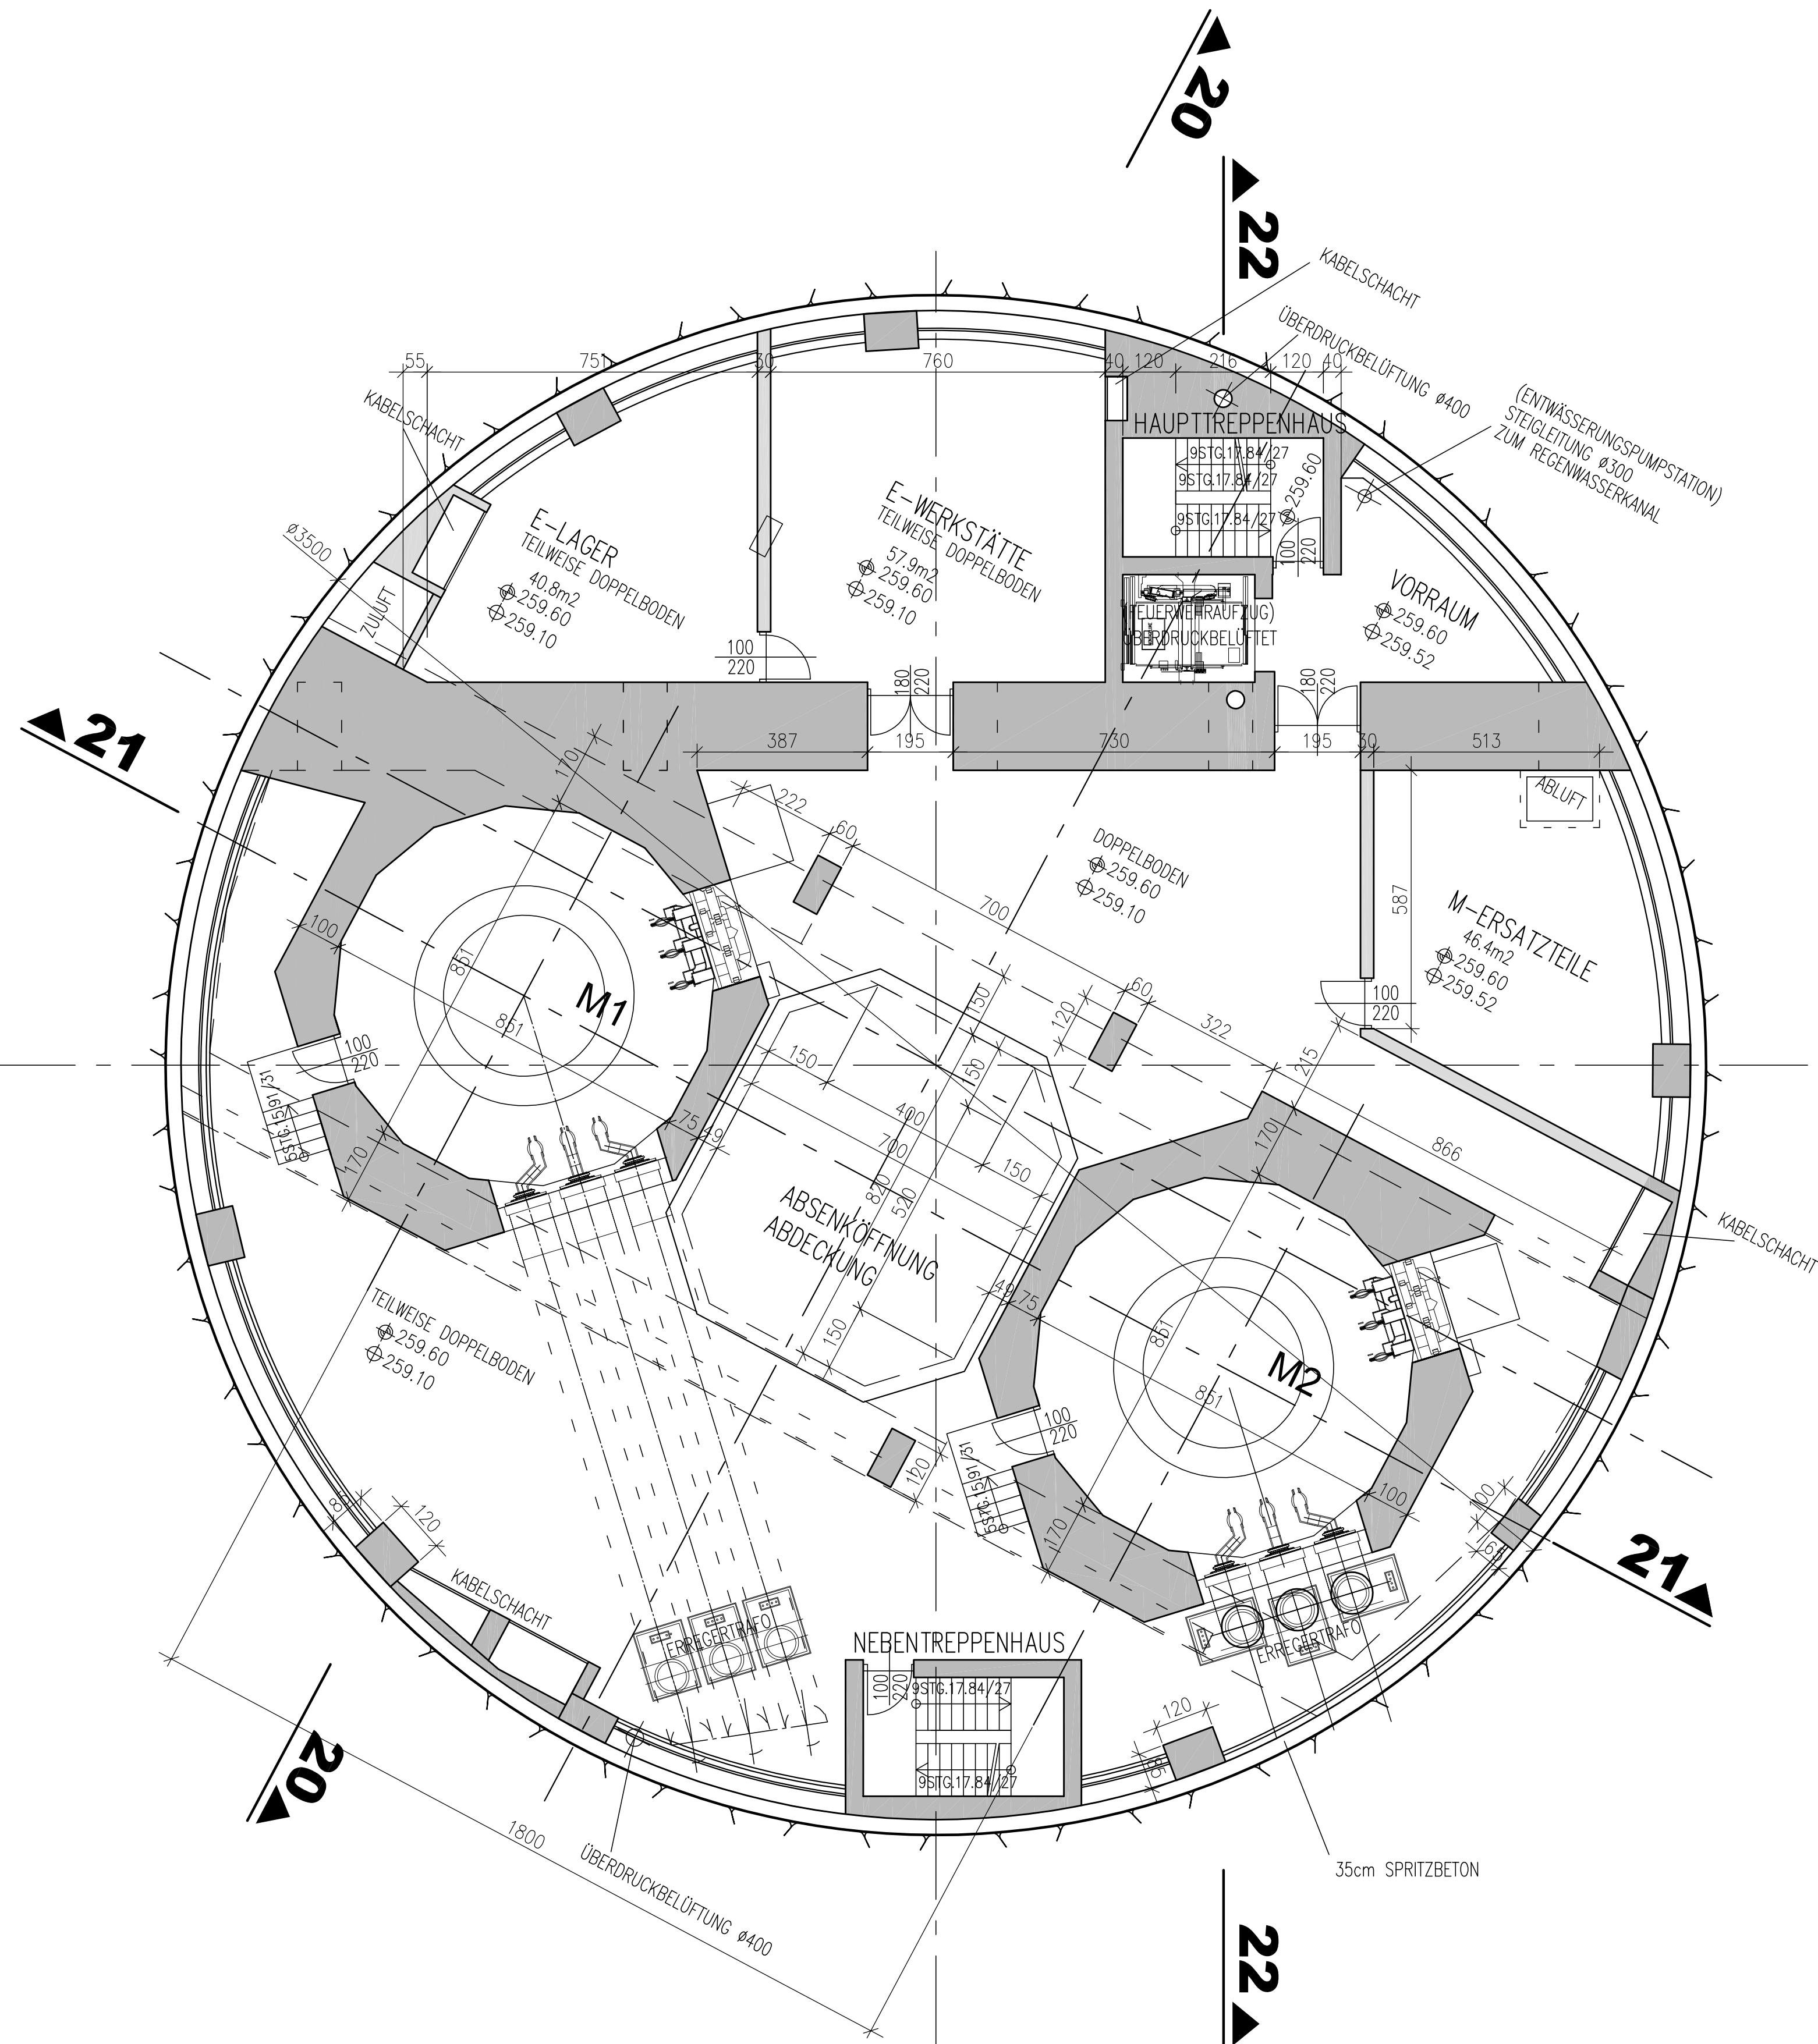 20
22
KABELSCHACHT
ÜBERDRUCKBELÜFTUNG ø400
(ENTWÄSSERUNGSPUMPSTATION)
STEIGLEITUNG ø300
ZUM REGENWASSERKANAL
55
751
30
760
40
120
216
120
40
KABELSCHACHT
HAUPTTREPPENHAUS
9STG.17.84/27
9STG.17.84/27
9STG.17.84/27
259.60
100
220
ø3500
E-LAGER
TEILWEISE DOPPELBODEN
40.8m2
259.60
259.10
ZULUFT
E-WERKSTÄTTE
TEILWEISE DOPPELBODEN
57.9m2
259.60
259.10
(FEUERWEHRAUFZUG)
ÜBERDRUCKBELÜFTET
VORRAUM
259.60
259.52
100
220
180
220
180
220
21
387
195
730
195
30
513
170
222
60
ABLUFT
DOPPELBODEN
259.60
259.10
587
M-ERSATZTEILE
46.4m2
259.60
259.52
100
220
700
100
851
851
M1
150
60
120
322
215
100
220
5STG.15.91/31
170
75
49
150
150
400
700
820
520
150
150
ABSENKÖFFNUNG
ABDECKUNG
170
866
KABELSCHACHT
TEILWEISE DOPPELBODEN
259.60
259.10
49
75
851
851
M2
100
220
5STG.15.91/31
170
100
120
100
65
21
85
120
KABELSCHACHT
ERREGERTRAFO
ERREGERTRAFO
NEBENTREPPENHAUS
100
220
9STG.17.84/27
9STG.17.84/27
120
85
20
1800
ÜBERDRUCKBELÜFTUNG ø400
35cm SPRITZBETON
22